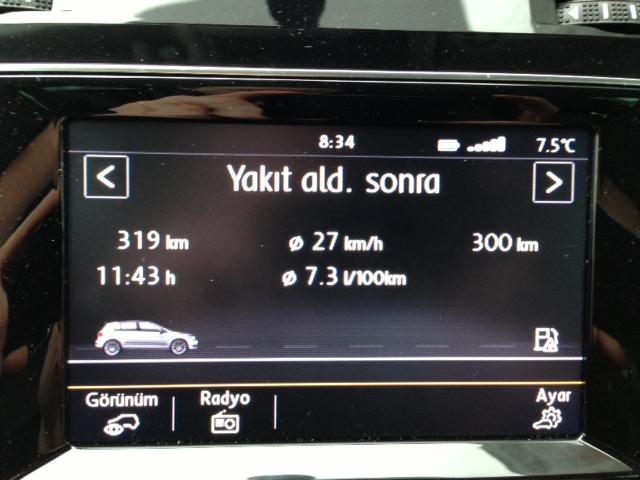 8:34 7.5°C
< Yakıt ald. sonra >
319 km ø 27 km/h 300 km
11:43 h ø 7.3 l/100km
Görünüm Radyo Ayar